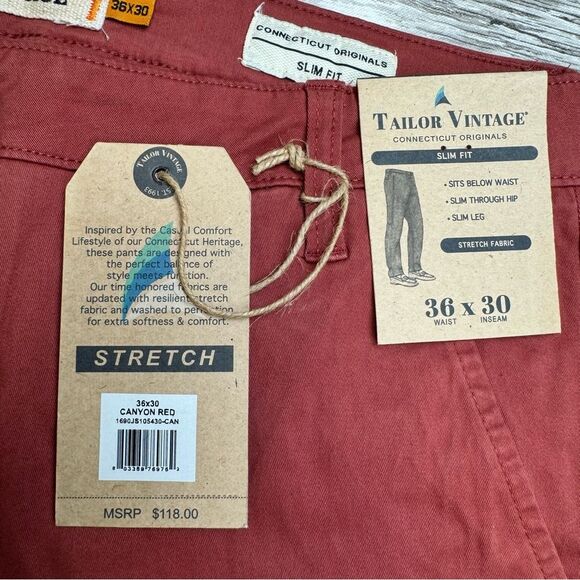 36X30
CONNECTICUT ORIGINALS
SLIM FIT
TAILOR VINTAGE®
CONNECTICUT ORIGINALS
SLIM FIT
• SITS BELOW WAIST
• SLIM THROUGH HIP
• SLIM LEG
STRETCH FABRIC
36 x 30
WAIST INSEAM
TAILOR VINTAGE
EST. 1993
Inspired by the Casual Comfort
Lifestyle of our Connecticut Heritage,
these pants are designed with
the perfect balance of
style meets function.
Our time honored fabrics are
updated with resilient stretch
fabric and washed to perfection
for extra softness & comfort.
STRETCH
36x30
CANYON RED
1690JS105430-CAN
MSRP $118.00